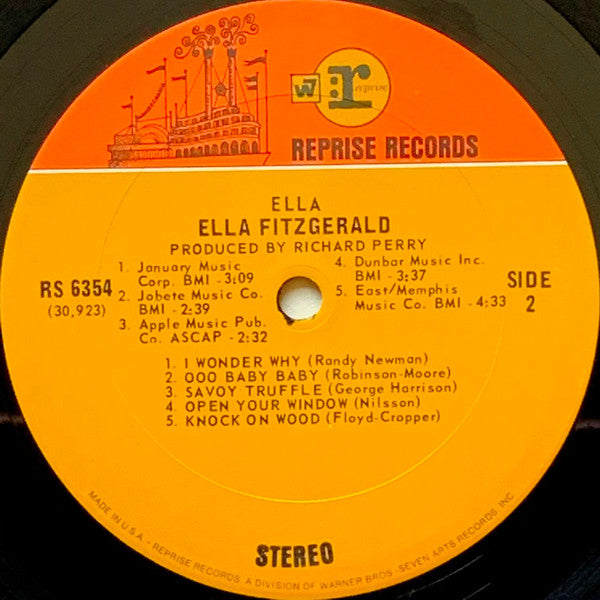 W7 r reprise
REPRISE RECORDS
ELLA
ELLA FITZGERALD
PRODUCED BY RICHARD PERRY
RS 6354
(30,923)
1. January Music
Corp. BMI - 3:09
2. Jobete Music Co.
BMI - 2:39
3. Apple Music Pub.
Co. ASCAP - 2:32
4. Dunbar Music Inc.
BMI - 3:37
5. East/Memphis
Music Co. BMI - 4:33
SIDE
2
1. I WONDER WHY (Randy Newman)
2. OOO BABY BABY (Robinson-Moore)
3. SAVOY TRUFFLE (George Harrison)
4. OPEN YOUR WINDOW (Nilsson)
5. KNOCK ON WOOD (Floyd-Cropper)
STEREO
MADE IN U.S.A. - REPRISE RECORDS, A DIVISION OF WARNER BROS.-SEVEN ARTS RECORDS, INC.